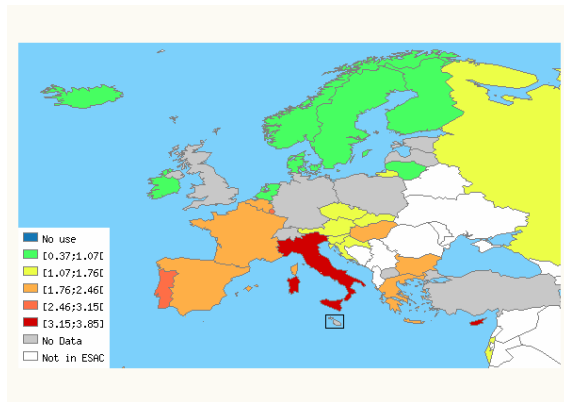 No use
[0.37;1.07[
[1.07;1.76[
[1.76;2.46[
[2.46;3.15[
[3.15;3.85]
No Data
Not in ESAC